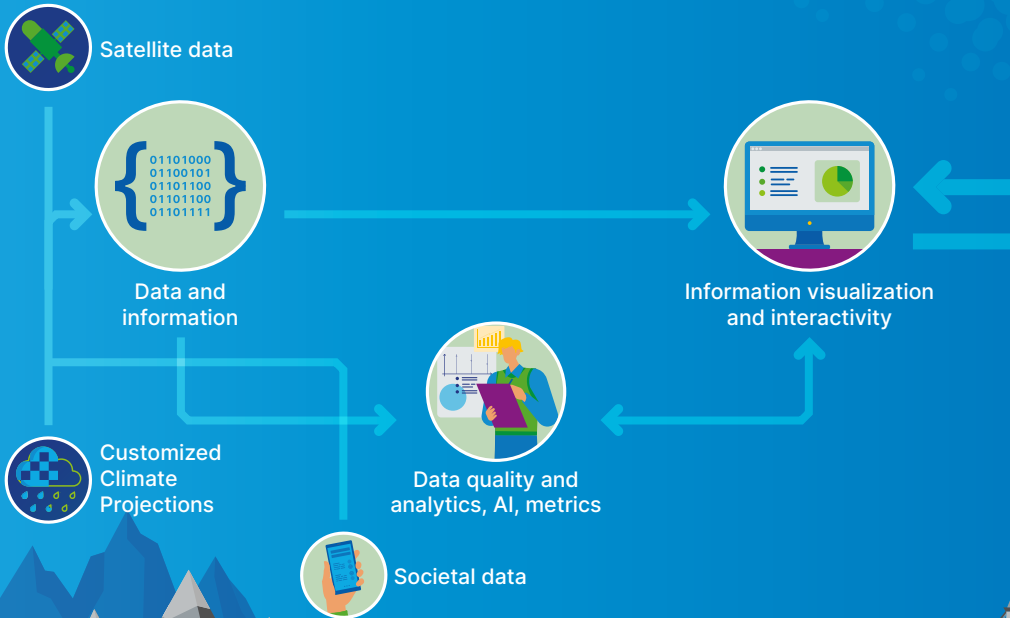 Satellite data
01101000
01100101
01101100
01101100
01101111
Data and
information
Information visualization
and interactivity
Customized
Climate
Projections
Data quality and
analytics, AI, metrics
Societal data